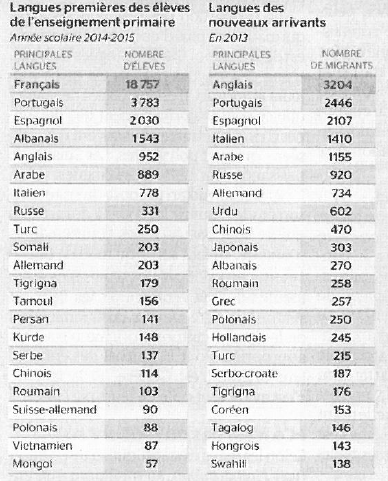 Langues premières des élèves
de l'enseignement primaire
Année scolaire 2014-2015
PRINCIPALES LANGUES NOMBRE D'ÉLÈVES
Français 18 757
Portugais 3 783
Espagnol 2 030
Albanais 1 543
Anglais 952
Arabe 889
Italien 778
Russe 331
Turc 250
Somali 203
Allemand 203
Tigrigna 179
Tamoul 156
Persan 141
Kurde 148
Serbe 137
Chinois 114
Roumain 103
Suisse-allemand 90
Polonais 88
Vietnamien 87
Mongol 57
Langues des
nouveaux arrivants
En 2013
PRINCIPALES LANGUES NOMBRE DE MIGRANTS
Anglais 3204
Portugais 2446
Espagnol 2107
Italien 1410
Arabe 1155
Russe 920
Allemand 734
Urdu 602
Chinois 470
Japonais 303
Albanais 270
Roumain 258
Grec 257
Polonais 250
Hollandais 245
Turc 215
Serbo-croate 187
Tigrigna 176
Coréen 153
Tagalog 146
Hongrois 143
Swahili 138